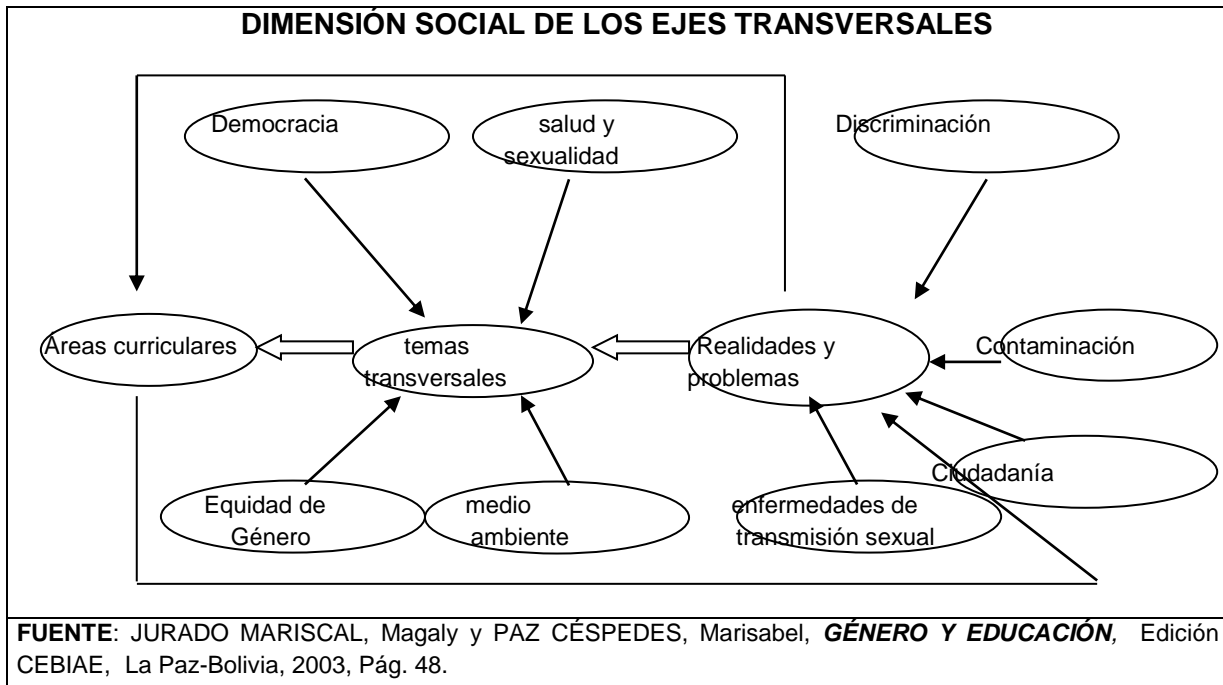 DIMENSIÓN SOCIAL DE LOS EJES TRANSVERSALES
Democracia
salud y
sexualidad
Discriminación
Áreas curriculares
temas
transversales
Realidades y
problemas
Contaminación
Ciudadanía
Equidad de
Género
medio
ambiente
enfermedades de
transmisión sexual
FUENTE: JURADO MARISCAL, Magaly y PAZ CÉSPEDES, Marisabel, GÉNERO Y EDUCACIÓN, Edición
CEBIAE, La Paz-Bolivia, 2003, Pág. 48.